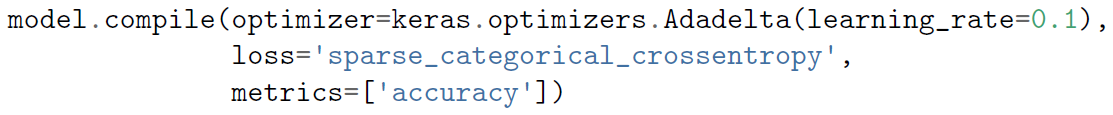 model.compile(optimizer=keras.optimizers.Adadelta(learning_rate=0.1),
              loss='sparse_categorical_crossentropy',
              metrics=['accuracy'])